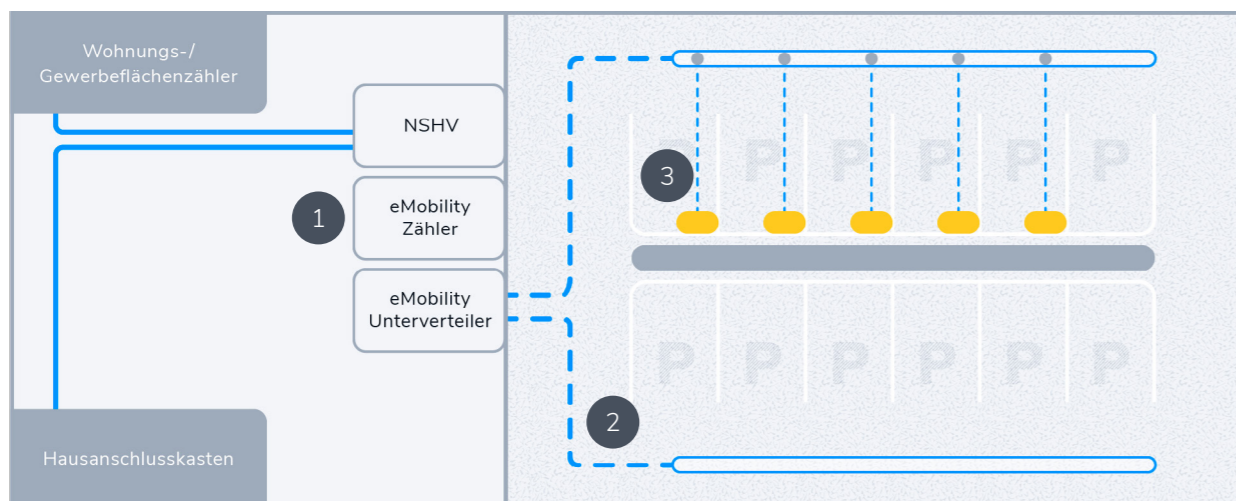 Wohnungs-/
Gewerbeflächenzähler
NSHV
1
eMobility
Zähler
eMobility
Unterverteiler
Hausanschlusskasten
3
P P P P P
P P P P P P
2